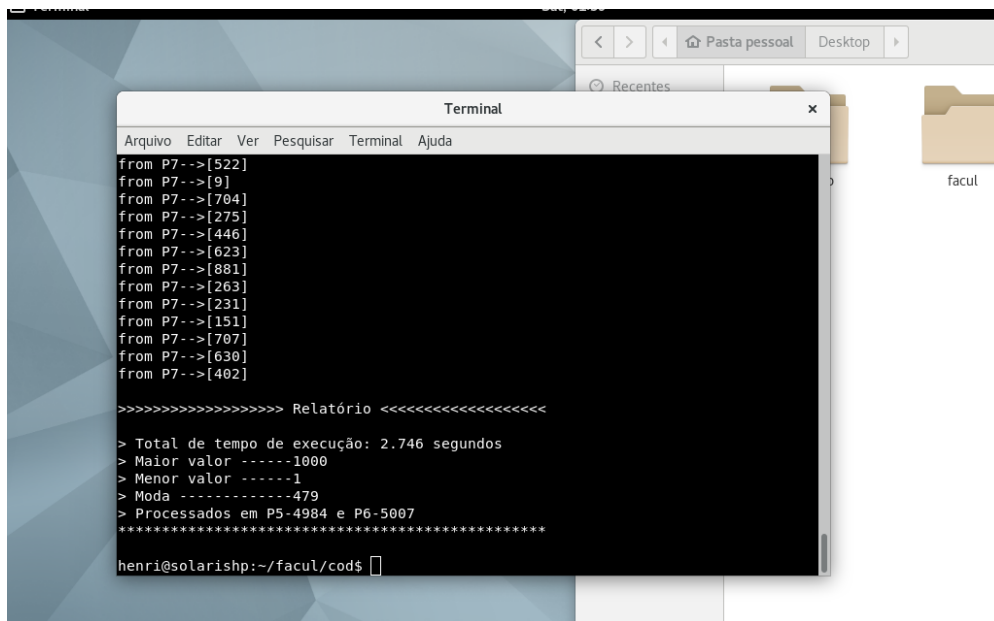 Terminal
Pasta pessoal
Desktop
Recentes
facul
Terminal
Arquivo Editar Ver Pesquisar Terminal Ajuda
from P7-->[522]
from P7-->[9]
from P7-->[704]
from P7-->[275]
from P7-->[446]
from P7-->[623]
from P7-->[881]
from P7-->[263]
from P7-->[231]
from P7-->[151]
from P7-->[707]
from P7-->[630]
from P7-->[402]
>>>>>>>>>>>>>>>>>>> Relatório <<<<<<<<<<<<<<<<<<<
> Total de tempo de execução: 2.746 segundos
> Maior valor ------1000
> Menor valor ------1
> Moda -------------479
> Processados em P5-4984 e P6-5007
*************************************************
henri@solarishp:~/facul/cod$